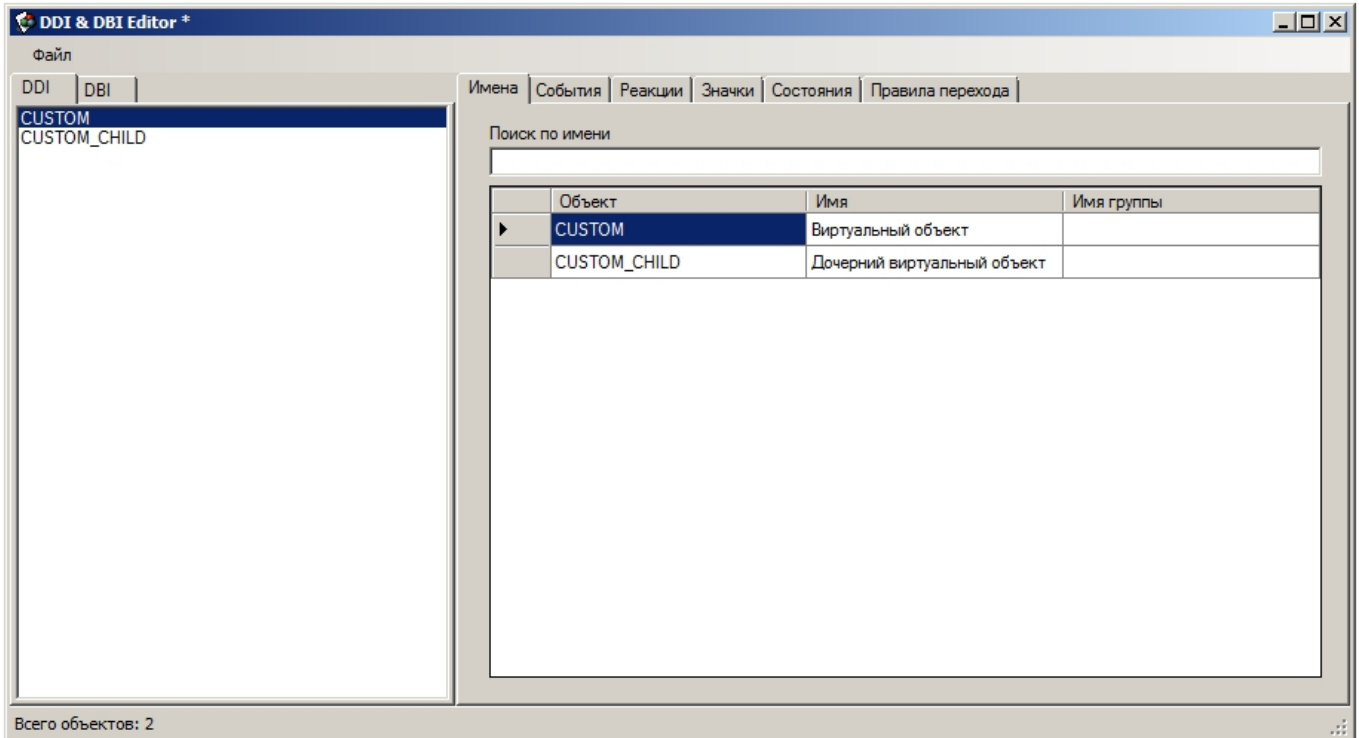 DDI & DBI Editor *
Файл
DDI DBI
CUSTOM
CUSTOM_CHILD
Имена События Реакции Значки Состояния Правила перехода
Поиск по имени
Объект Имя Имя группы
CUSTOM Виртуальный объект
CUSTOM_CHILD Дочерний виртуальный объект
Всего объектов: 2